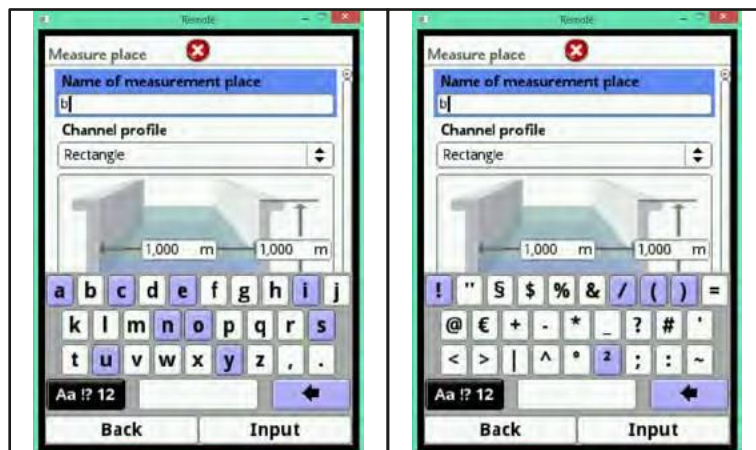 Remote
Measure place
Name of measurement place
b
Channel profile
Rectangle
1,000 m 1,000 m
a b c d e f g h i j
k l m n o p q r s
t u v w x y z , .
Aa !? 12
Back Input
Remote
Measure place
Name of measurement place
b
Channel profile
Rectangle
1,000 m 1,000 m
! " § $ % & / ( ) =
@ € + - * _ ? # '
< > | ^ ° ² ; : ~
Aa !? 12
Back Input